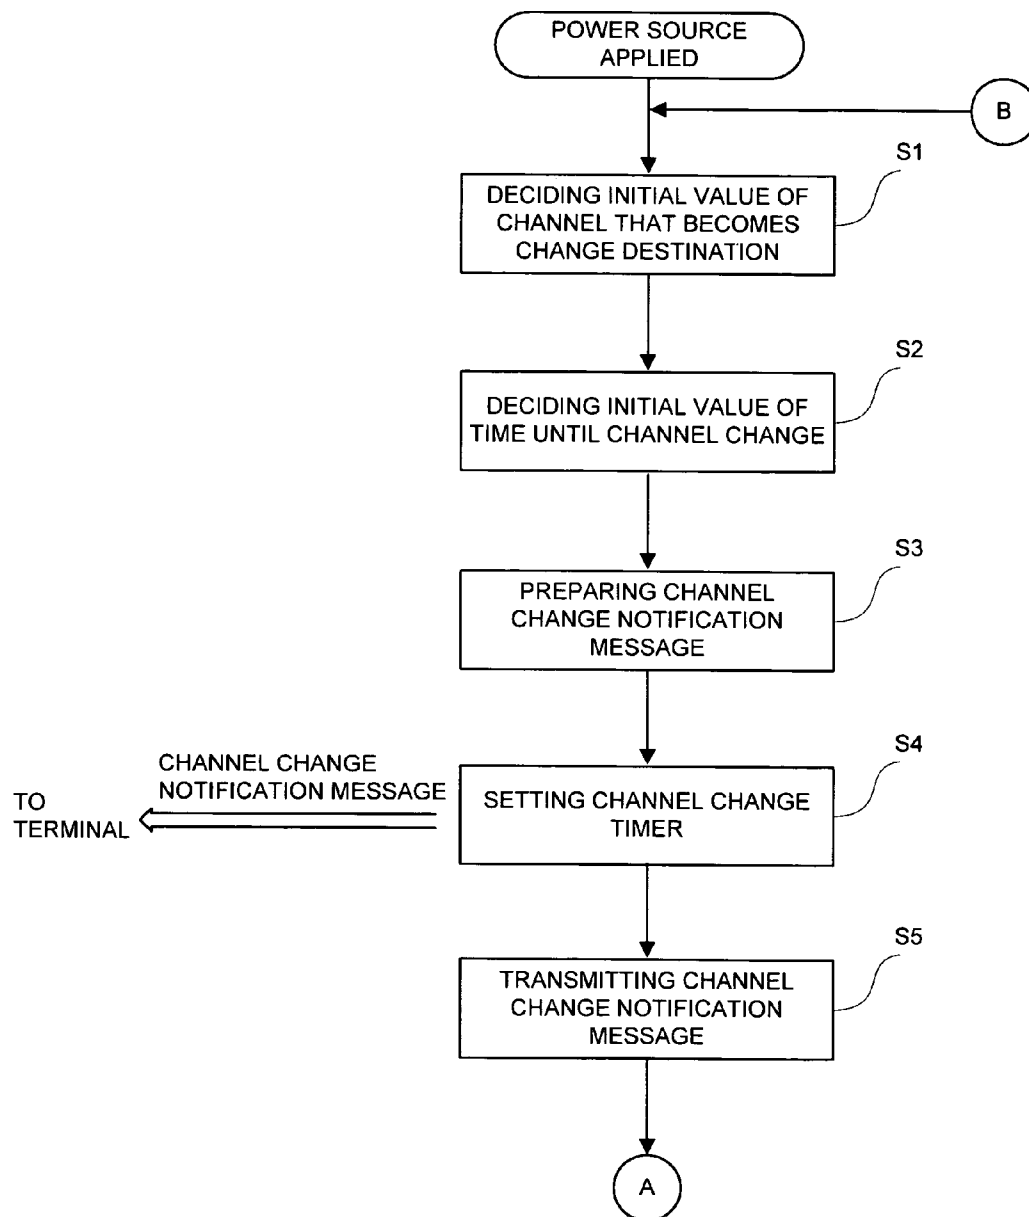 POWER SOURCE
APPLIED
B
S1
DECIDING INITIAL VALUE OF
CHANNEL THAT BECOMES
CHANGE DESTINATION
S2
DECIDING INITIAL VALUE OF
TIME UNTIL CHANNEL CHANGE
S3
PREPARING CHANNEL
CHANGE NOTIFICATION
MESSAGE
S4
SETTING CHANNEL CHANGE
TIMER
CHANNEL CHANGE
NOTIFICATION MESSAGE
TO
TERMINAL
S5
TRANSMITTING CHANNEL
CHANGE NOTIFICATION
MESSAGE
A